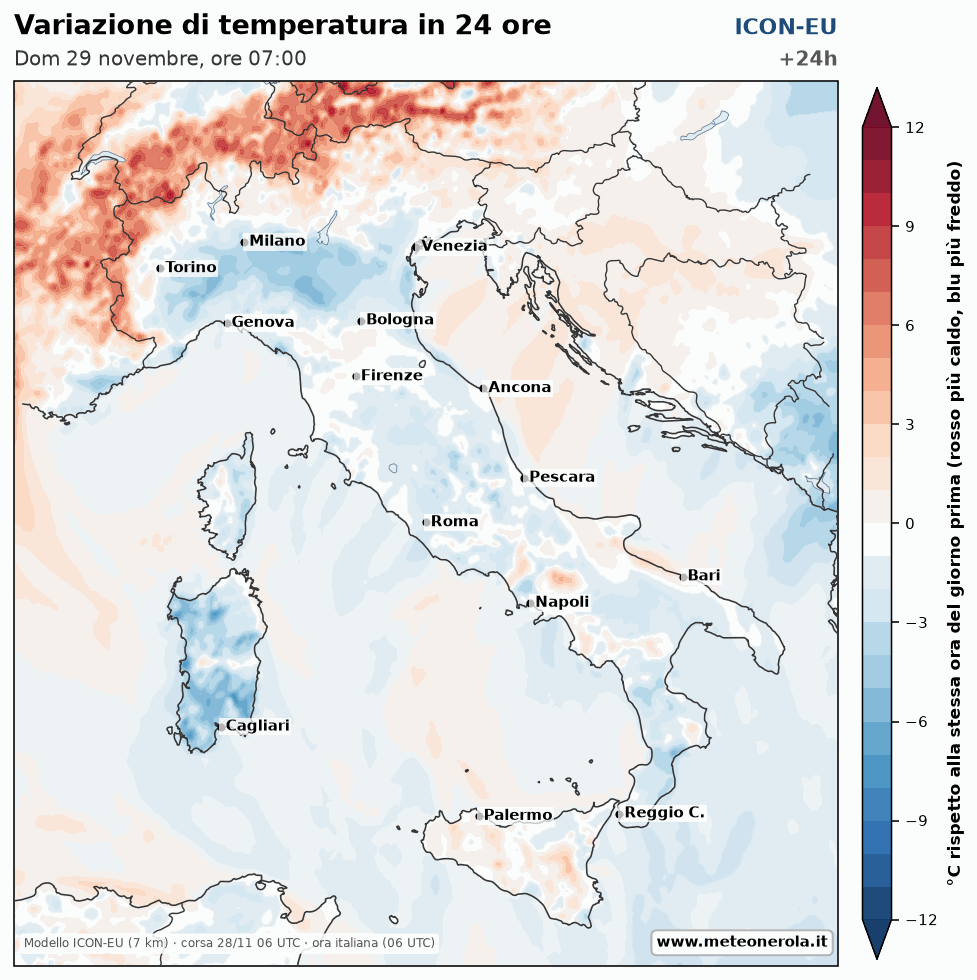 Variazione di temperatura in 24 ore
ICON-EU
Dom 29 novembre, ore 07:00
+24h
Milano
Venezia
Torino
Genova
Bologna
Firenze
Ancona
Pescara
Roma
Bari
Napoli
Cagliari
Palermo
Reggio C.
12
9
6
3
0
−3
−6
−9
−12
°C rispetto alla stessa ora del giorno prima (rosso più caldo, blu più freddo)
Modello ICON-EU (7 km) · corsa 28/11 06 UTC · ora italiana (06 UTC)
www.meteonerola.it